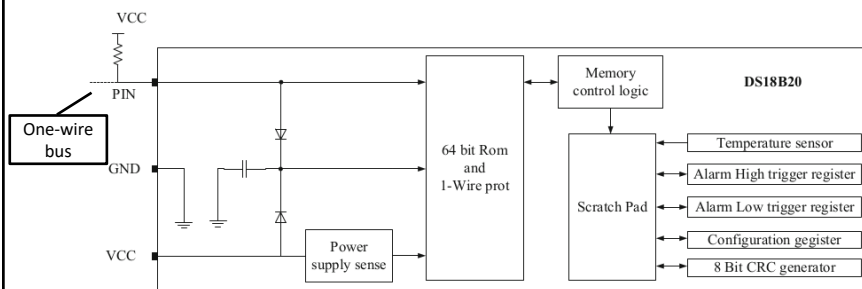 VCC
PIN
One-wire
bus
GND
VCC
Power
supply sense
64 bit Rom
and
1-Wire prot
Memory
control logic
Scratch Pad
DS18B20
Temperature sensor
Alarm High trigger register
Alarm Low trigger register
Configuration gegister
8 Bit CRC generator